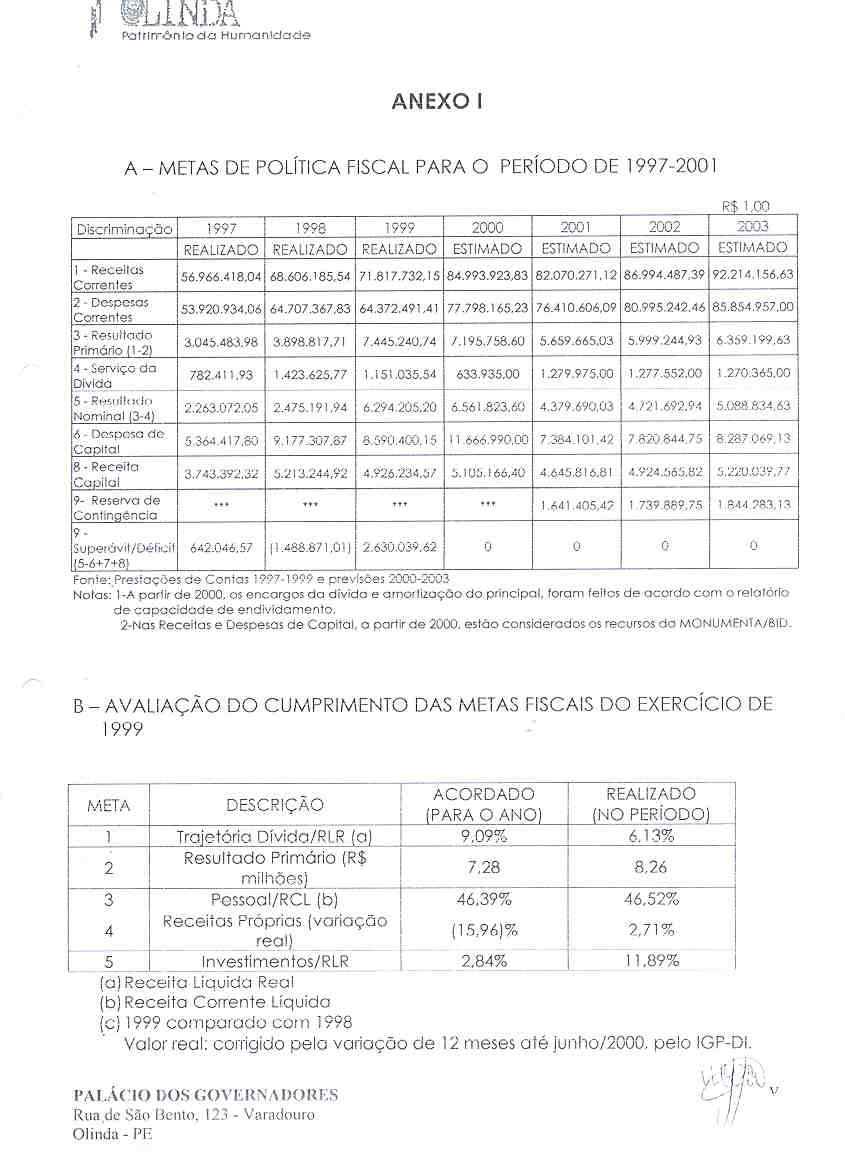 OLINDA
Patrimônio da Humanidade
ANEXO I
A – METAS DE POLÍTICA FISCAL PARA O PERÍODO DE 1997-2001
R$ 1,00
Discriminação 1997 1998 1999 2000 2001 2002 2003
REALIZADO REALIZADO REALIZADO ESTIMADO ESTIMADO ESTIMADO ESTIMADO
1 - Receitas Correntes 56.966.418,04 68.606.185,54 71.817.732,15 84.993.923,83 82.070.271,12 86.994.487,39 92.214.156,63
2 - Despesas Correntes 53.920.934,06 64.707.367,83 64.372.491,41 77.798.165,23 76.410.606,09 80.995.242,46 85.854.957,00
3 - Resultado Primário (1-2) 3.045.483,98 3.898.817,71 7.445.240,74 7.195.758,60 5.659.665,03 5.999.244,93 6.359.199,63
4 - Serviço da Dívida 782.411,93 1.423.625,77 1.151.035,54 633.935,00 1.279.975,00 1.277.552,00 1.270.365,00
5 - Resultado Nominal (3-4) 2.263.072,05 2.475.191,94 6.294.205,20 6.561.823,60 4.379.690,03 4.721.692,94 5.088.834,63
6 - Despesa de Capital 5.364.417,80 9.177.307,87 8.590.400,15 11.666.990,00 7.384.101,42 7.820.844,75 8.287.069,13
8 - Receita Capital 3.743.392,32 5.213.244,92 4.926.234,57 5.105.166,40 4.645.816,81 4.924.565,82 5.220.039,77
9- Reserva de Contingência *** *** *** *** 1.641.405,42 1.739.889,75 1.844.283,13
9 - Superávit/Déficit (5-6+7+8) 642.046,57 (1.488.871,01) 2.630.039,62 0 0 0 0
Fonte: Prestações de Contas 1997-1999 e previsões 2000-2003
Notas: 1-A partir de 2000, os encargos da dívida e amortização do principal, foram feitos de acordo com o relatório
de capacidade de endividamento.
2-Nas Receitas e Despesas de Capital, a partir de 2000, estão considerados os recursos do MONUMENTA/BID.
B – AVALIAÇÃO DO CUMPRIMENTO DAS METAS FISCAIS DO EXERCÍCIO DE
1999
META DESCRIÇÃO ACORDADO (PARA O ANO) REALIZADO (NO PERÍODO)
1 Trajetória Dívida/RLR (a) 9,09% 6,13%
2 Resultado Primário (R$ milhões) 7,28 8,26
3 Pessoal/RCL (b) 46,39% 46,52%
4 Receitas Próprias (variação real) (15,96)% 2,71%
5 Investimentos/RLR 2,84% 11,89%
(a) Receita Liquida Real
(b) Receita Corrente Líquida
(c) 1999 comparado com 1998
Valor real: corrigido pela variação de 12 meses até junho/2000, pelo IGP-DI.
PALÁCIO DOS GOVERNADORES
Rua de São Bento, 123 - Varadouro
Olinda - PE
V